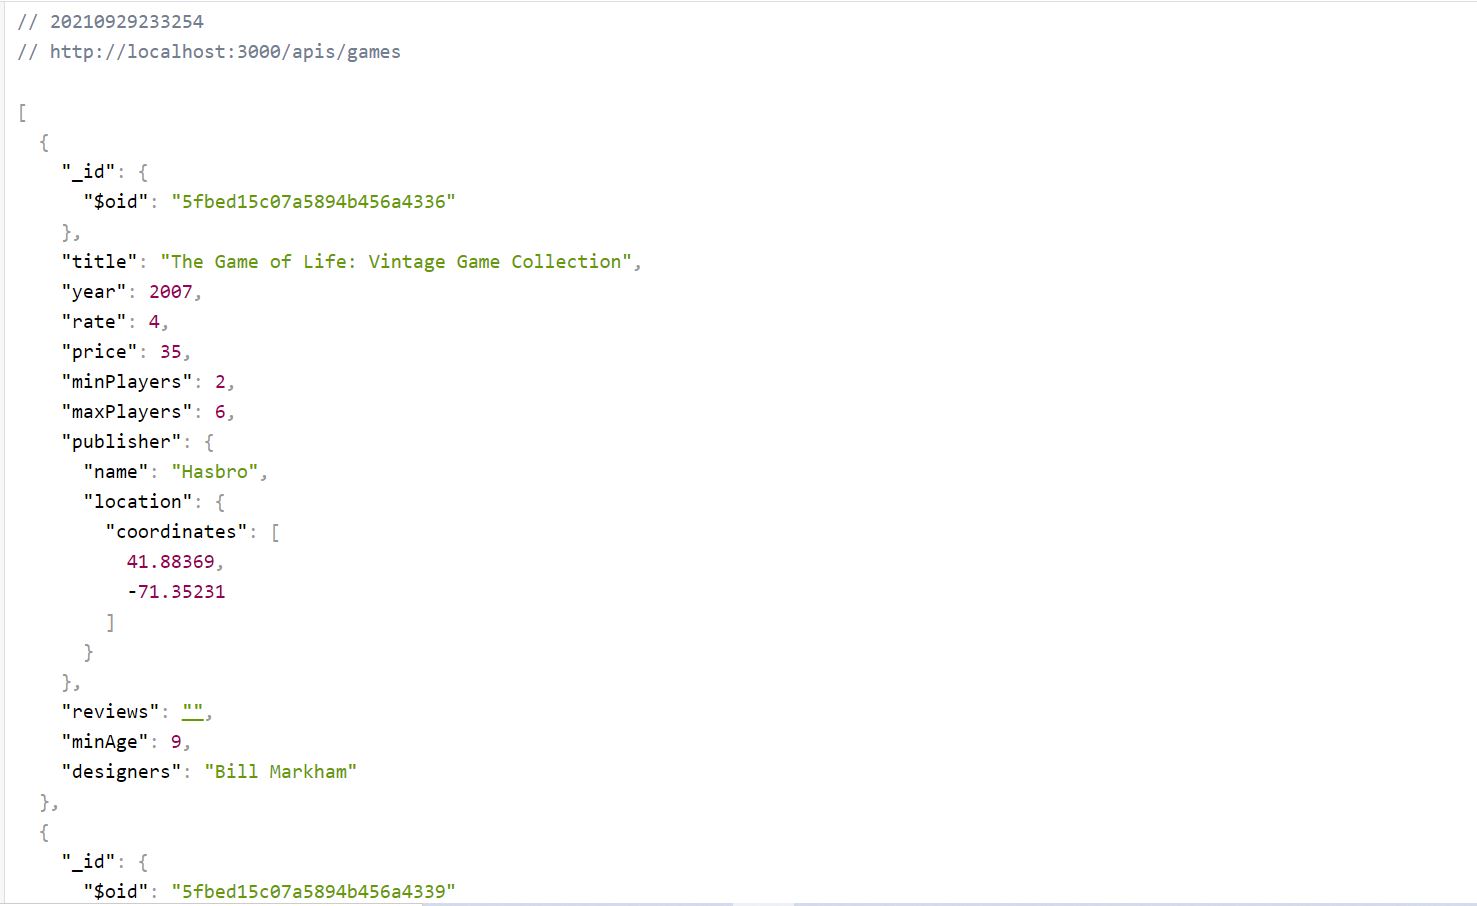 // 20210929233254
// http://localhost:3000/apis/games
[
{
"_id": {
"$oid": "5fbed15c07a5894b456a4336"
},
"title": "The Game of Life: Vintage Game Collection",
"year": 2007,
"rate": 4,
"price": 35,
"minPlayers": 2,
"maxPlayers": 6,
"publisher": {
"name": "Hasbro",
"location": {
"coordinates": [
41.88369,
-71.35231
]
}
},
"reviews": "",
"minAge": 9,
"designers": "Bill Markham"
},
{
"_id": {
"$oid": "5fbed15c07a5894b456a4339"